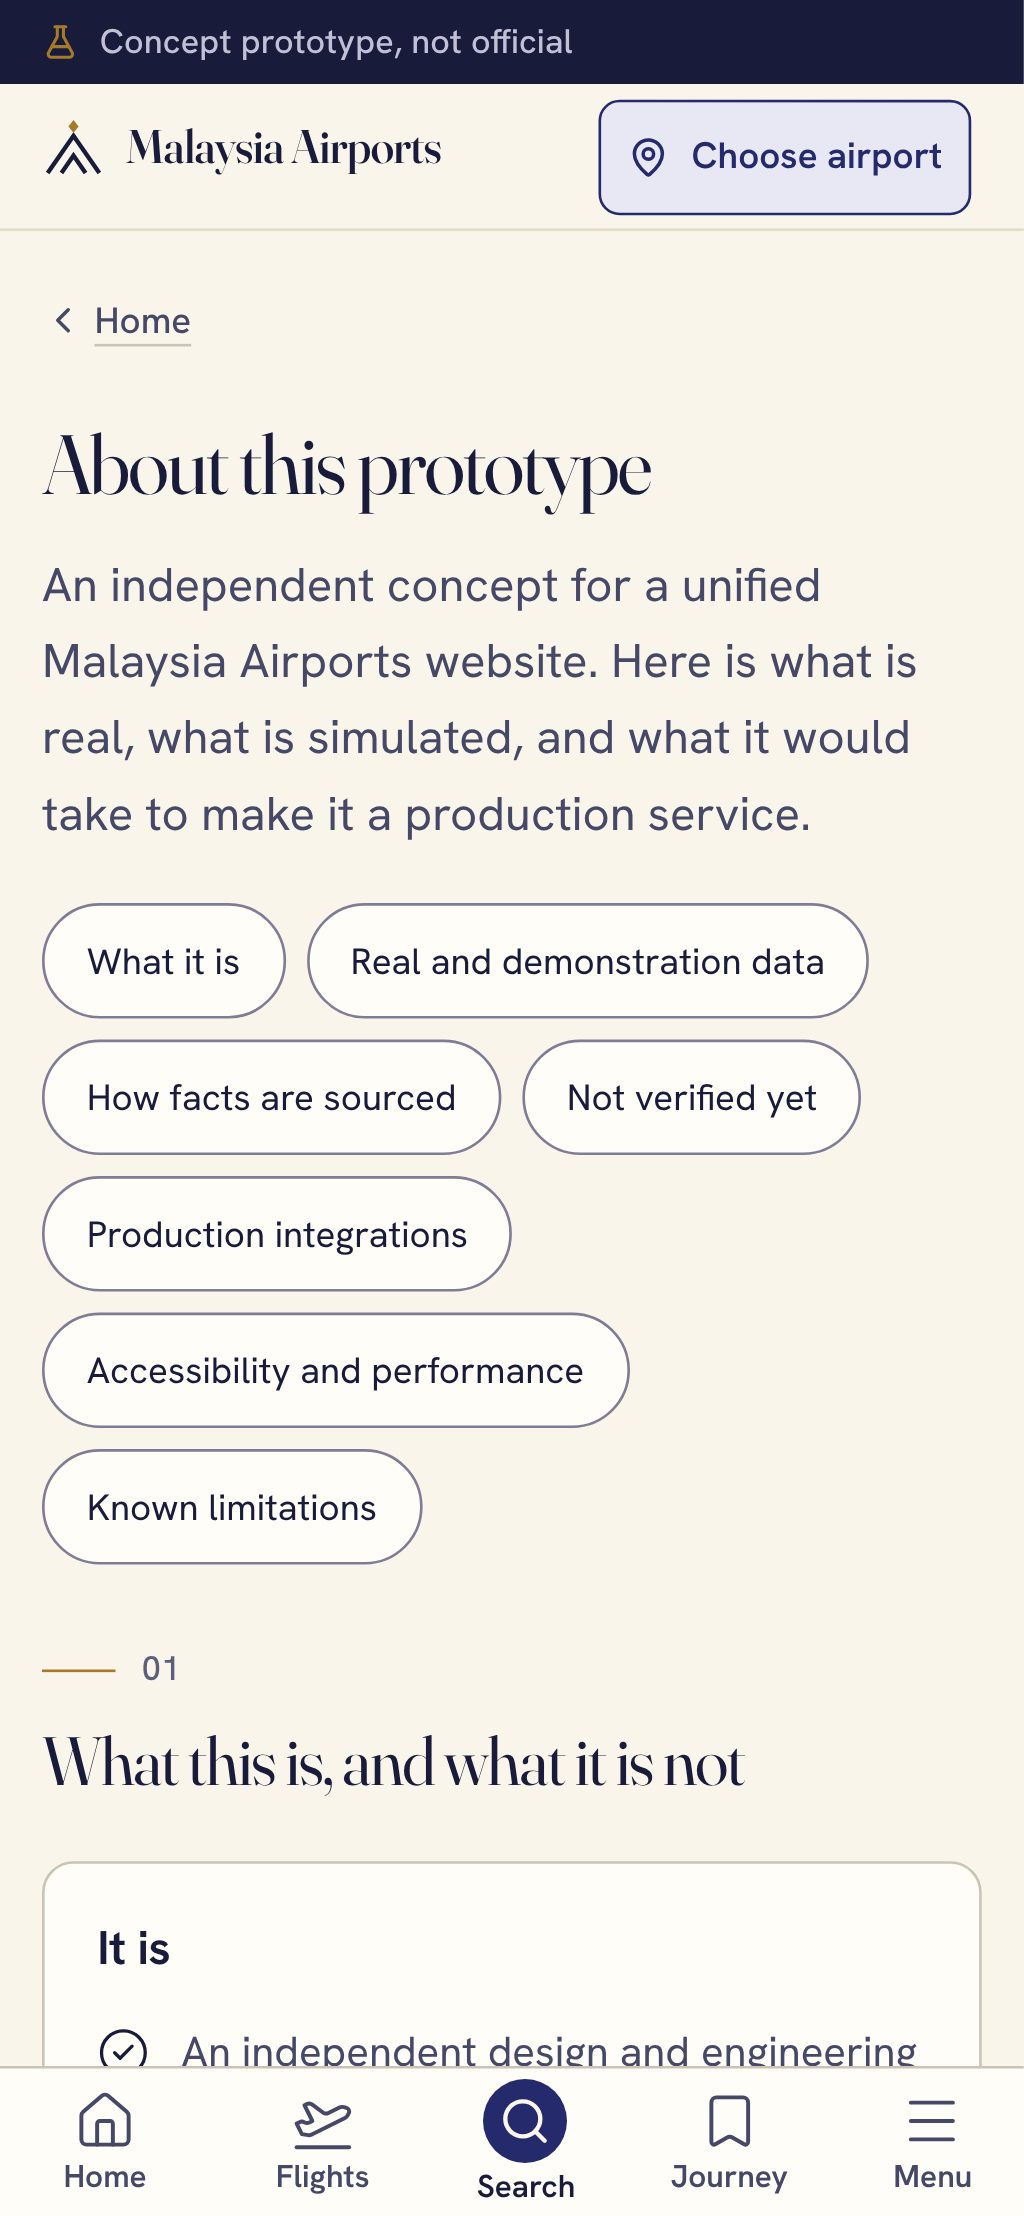 Concept prototype, not official
Malaysia Airports
Choose airport
Home
About this prototype
An independent concept for a unified
Malaysia Airports website. Here is what is
real, what is simulated, and what it would
take to make it a production service.
What it is
Real and demonstration data
How facts are sourced
Not verified yet
Production integrations
Accessibility and performance
Known limitations
01
What this is, and what it is not
It is
An independent design and engineering
Home
Flights
Search
Journey
Menu